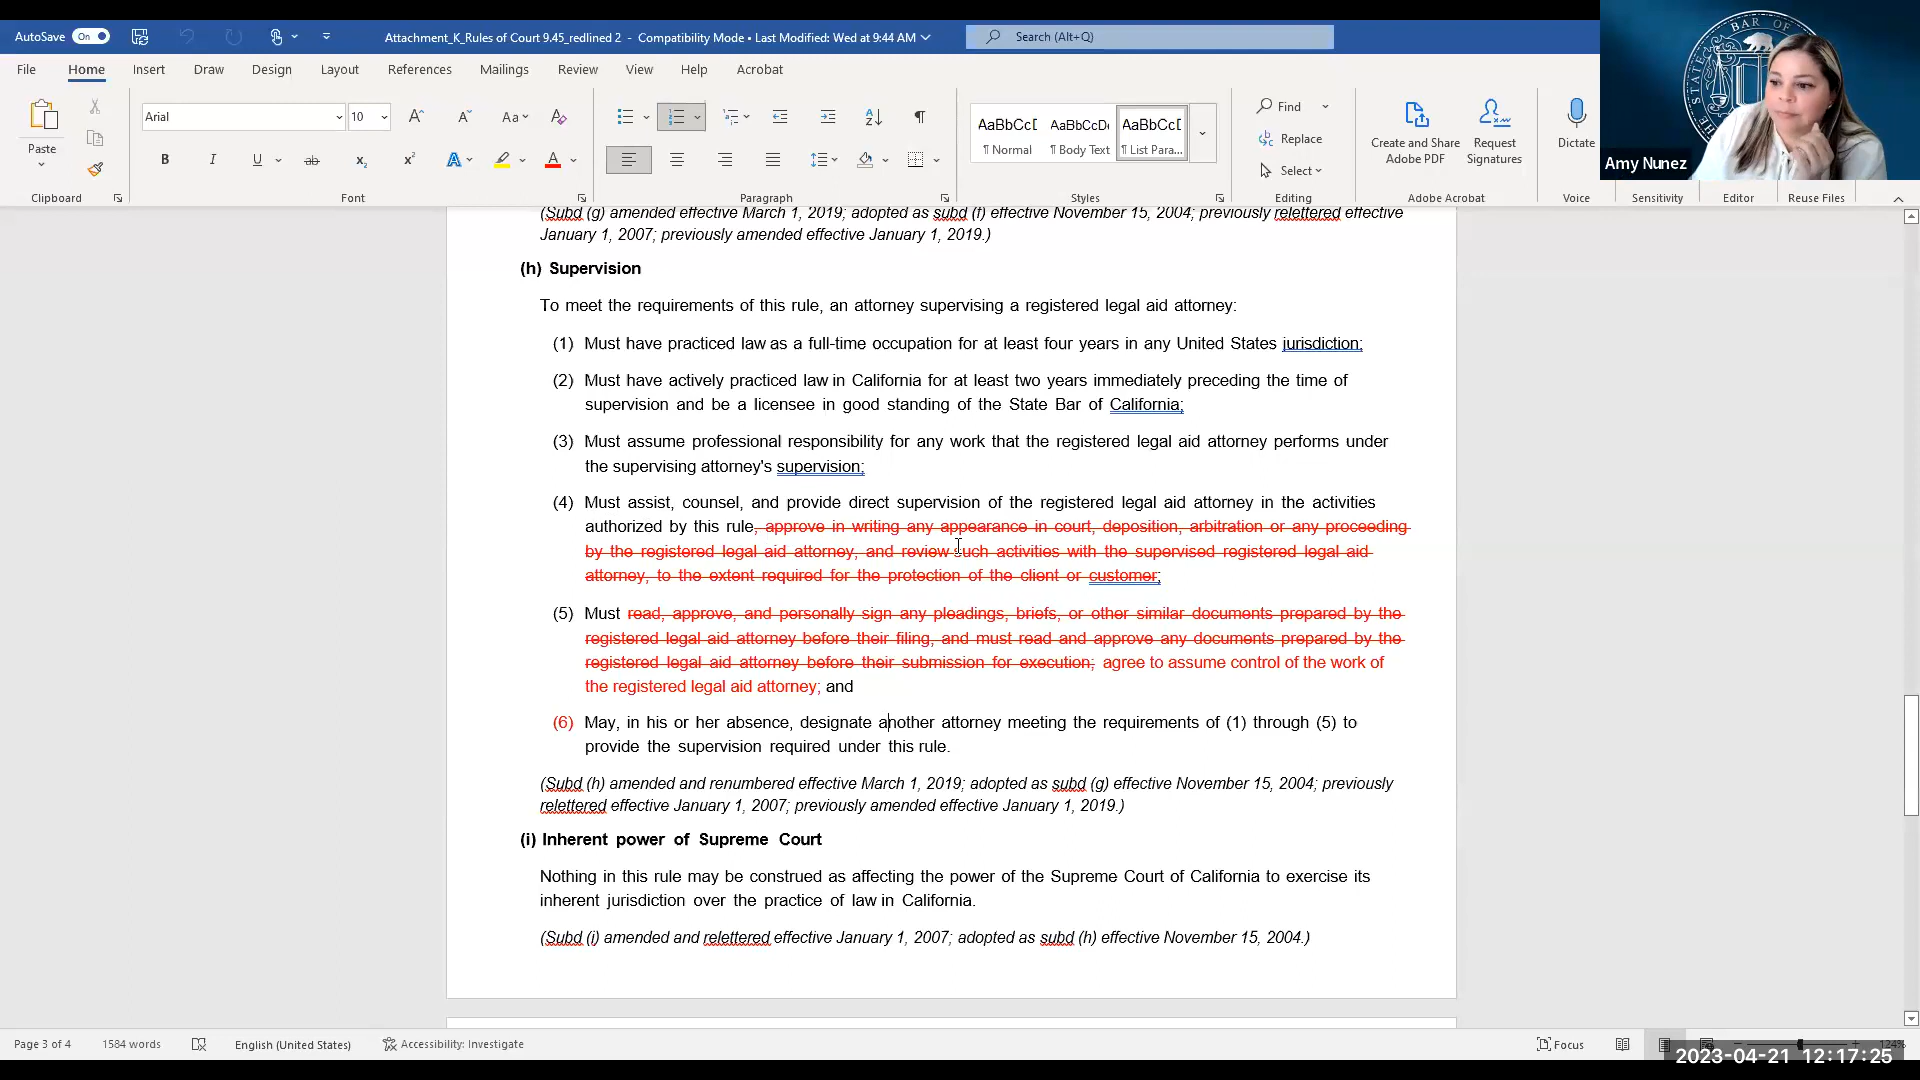 AutoSave On Attachment_K_Rules of Court 9.45_redlined 2 - Compatibility Mode • Last Modified: Wed at 9:44 AM Search (Alt+Q)
File Home Insert Draw Design Layout References Mailings Review View Help Acrobat
Paste
Arial 10 Aa
AaBbCcD AaBbCcDc AaBbCcD
¶ Normal ¶ Body Text ¶ List Para...
Find
Replace
Select
Create and Share Adobe PDF
Request Signatures
Dictate
Amy Nunez
THE STATE BAR OF
Clipboard Font Paragraph Styles Editing Adobe Acrobat Voice Sensitivity Editor Reuse Files
(Subd (g) amended effective March 1, 2019; adopted as subd (f) effective November 15, 2004; previously relettered effective
January 1, 2007; previously amended effective January 1, 2019.)
(h) Supervision
To meet the requirements of this rule, an attorney supervising a registered legal aid attorney:
(1) Must have practiced law as a full-time occupation for at least four years in any United States jurisdiction;
(2) Must have actively practiced law in California for at least two years immediately preceding the time of
supervision and be a licensee in good standing of the State Bar of California;
(3) Must assume professional responsibility for any work that the registered legal aid attorney performs under
the supervising attorney's supervision;
(4) Must assist, counsel, and provide direct supervision of the registered legal aid attorney in the activities
authorized by this rule, approve in writing any appearance in court, deposition, arbitration or any proceeding
by the registered legal aid attorney, and review such activities with the supervised registered legal aid
attorney, to the extent required for the protection of the client or customer;
(5) Must read, approve, and personally sign any pleadings, briefs, or other similar documents prepared by the
registered legal aid attorney before their filing, and must read and approve any documents prepared by the
registered legal aid attorney before their submission for execution; agree to assume control of the work of
the registered legal aid attorney; and
(6) May, in his or her absence, designate another attorney meeting the requirements of (1) through (5) to
provide the supervision required under this rule.
(Subd (h) amended and renumbered effective March 1, 2019; adopted as subd (g) effective November 15, 2004; previously
relettered effective January 1, 2007; previously amended effective January 1, 2019.)
(i) Inherent power of Supreme Court
Nothing in this rule may be construed as affecting the power of the Supreme Court of California to exercise its
inherent jurisdiction over the practice of law in California.
(Subd (i) amended and relettered effective January 1, 2007; adopted as subd (h) effective November 15, 2004.)
Page 3 of 4 1584 words English (United States) Accessibility: Investigate Focus 124%
2023-04-21 12:17:25